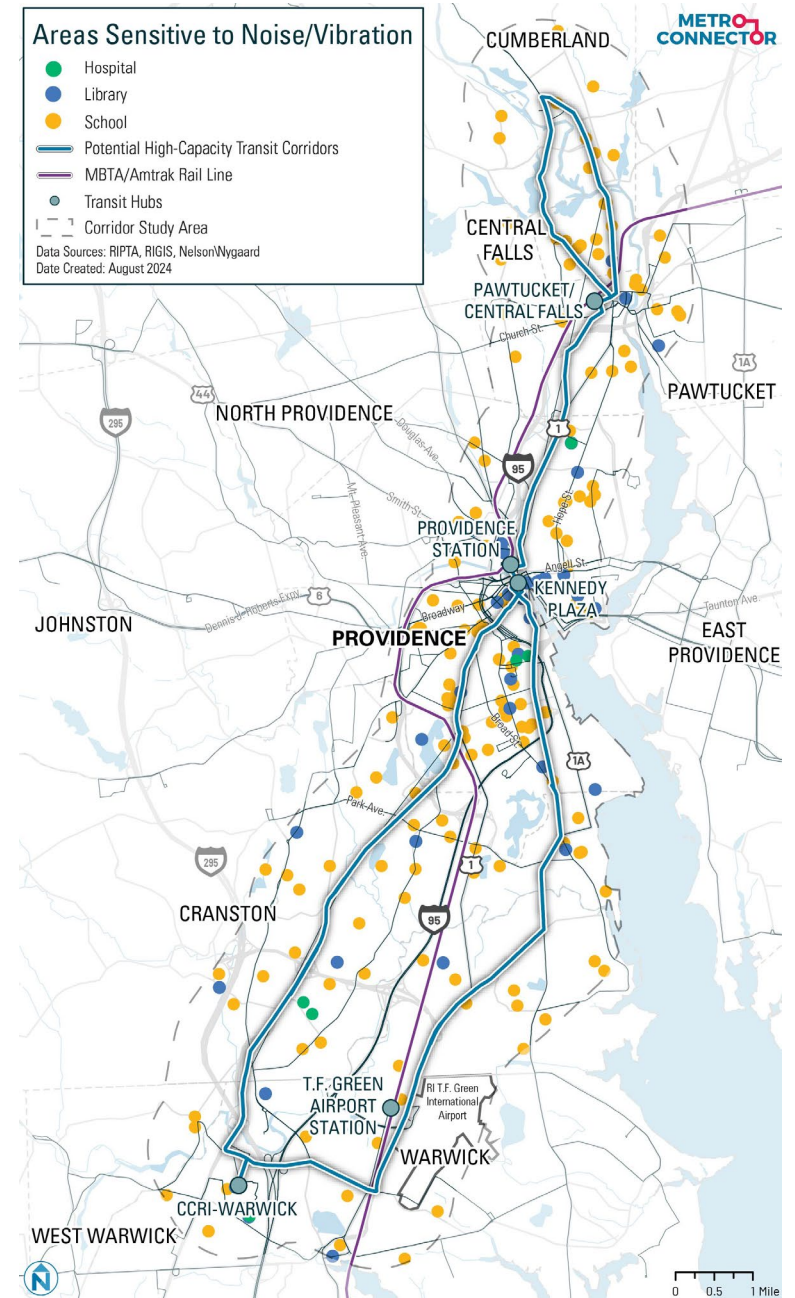 Areas Sensitive to Noise/Vibration
Hospital
Library
School
Potential High-Capacity Transit Corridors
MBTA/Amtrak Rail Line
Transit Hubs
Corridor Study Area
Data Sources: RIPTA, RIGIS, Nelson\Nygaard
Date Created: August 2024
METRO
CONNECTOR
CUMBERLAND
CENTRAL
FALLS
PAWTUCKET/
CENTRAL FALLS
Church St.
1A
PAWTUCKET
44
NORTH PROVIDENCE
295
Douglas Ave.
1
95
Mt. Pleasant Ave.
Smith St.
Hope St.
PROVIDENCE
STATION
Angell St.
6
Dennis J Roberts Expy
Broadway
KENNEDY
PLAZA
Taunton Ave.
JOHNSTON
PROVIDENCE
EAST
PROVIDENCE
Broad St.
1A
Park Ave.
295
1
CRANSTON
95
T.F. GREEN
AIRPORT
STATION
RI T.F. Green
International
Airport
WARWICK
CCRI-WARWICK
WEST WARWICK
N
0 0.5 1 Mile